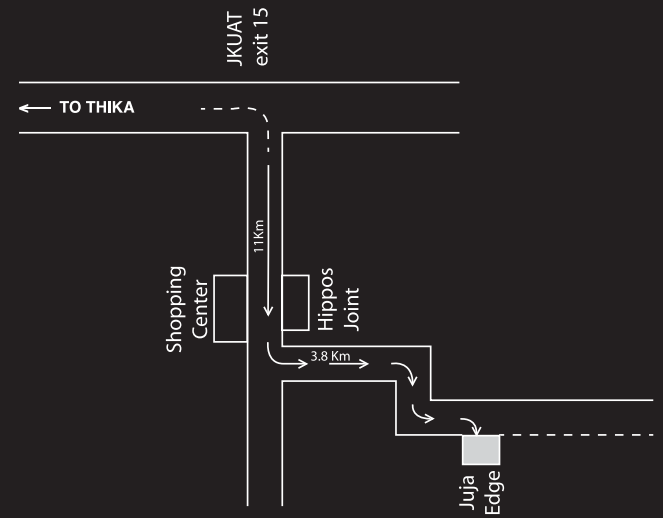 JKUAT
exit 15
TO THIKA
11Km
Shopping
Center
Hippos
Joint
3.8 Km
Juja
Edge